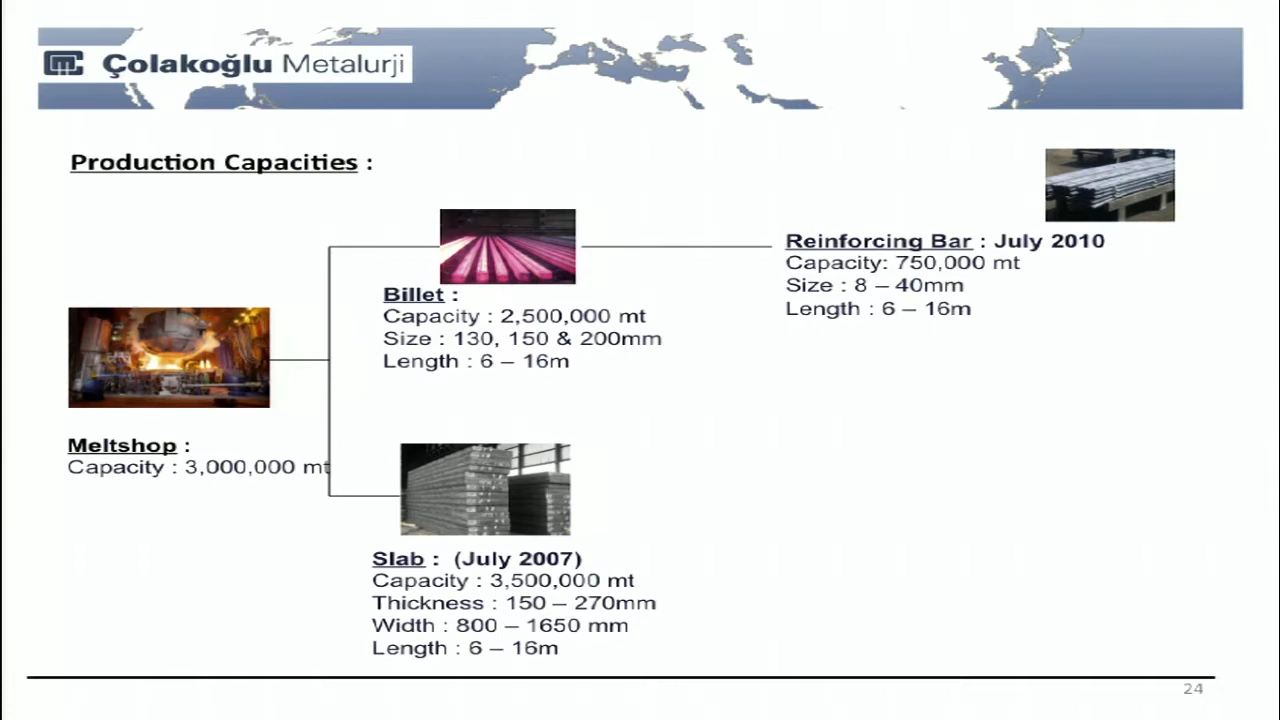 Çolakoğlu Metalurji
Production Capacities :
Reinforcing Bar : July 2010
Capacity: 750,000 mt
Size : 8 – 40mm
Length : 6 – 16m
Billet :
Capacity : 2,500,000 mt
Size : 130, 150 & 200mm
Length : 6 – 16m
Meltshop :
Capacity : 3,000,000 mt
Slab : (July 2007)
Capacity : 3,500,000 mt
Thickness : 150 – 270mm
Width : 800 – 1650 mm
Length : 6 – 16m
24